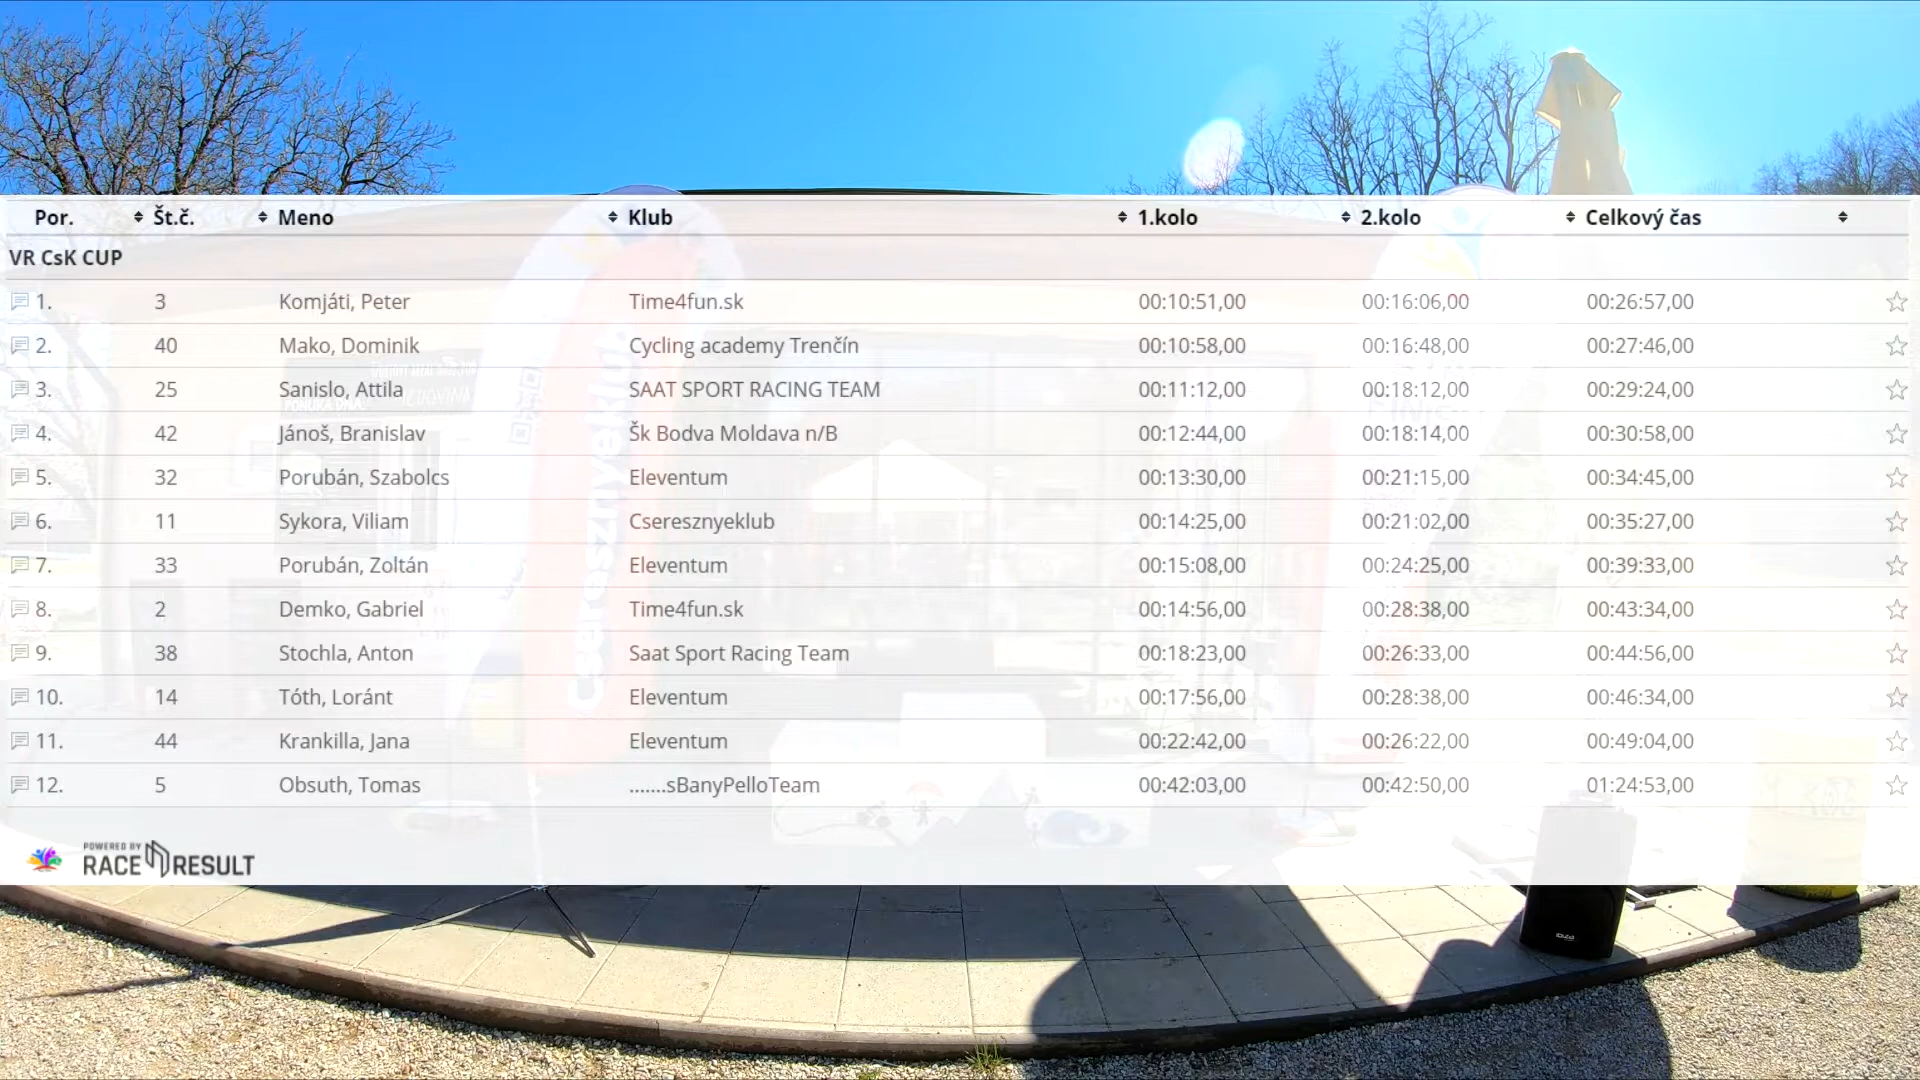 Por. Št.č. Meno Klub 1.kolo 2.kolo Celkový čas
VR CsK CUP
1. 3 Komjáti, Peter Time4fun.sk 00:10:51,00 00:16:06,00 00:26:57,00
2. 40 Mako, Dominik Cycling academy Trenčín 00:10:58,00 00:16:48,00 00:27:46,00
3. 25 Sanislo, Attila SAAT SPORT RACING TEAM 00:11:12,00 00:18:12,00 00:29:24,00
4. 42 Jánoš, Branislav Šk Bodva Moldava n/B 00:12:44,00 00:18:14,00 00:30:58,00
5. 32 Porubán, Szabolcs Eleventum 00:13:30,00 00:21:15,00 00:34:45,00
6. 11 Sykora, Viliam Cseresznyeklub 00:14:25,00 00:21:02,00 00:35:27,00
7. 33 Porubán, Zoltán Eleventum 00:15:08,00 00:24:25,00 00:39:33,00
8. 2 Demko, Gabriel Time4fun.sk 00:14:56,00 00:28:38,00 00:43:34,00
9. 38 Stochla, Anton Saat Sport Racing Team 00:18:23,00 00:26:33,00 00:44:56,00
10. 14 Tóth, Loránt Eleventum 00:17:56,00 00:28:38,00 00:46:34,00
11. 44 Krankilla, Jana Eleventum 00:22:42,00 00:26:22,00 00:49:04,00
12. 5 Obsuth, Tomas .......sBanyPelloTeam 00:42:03,00 00:42:50,00 01:24:53,00
POWERED BY
RACE RESULT
Cseresznyeklub